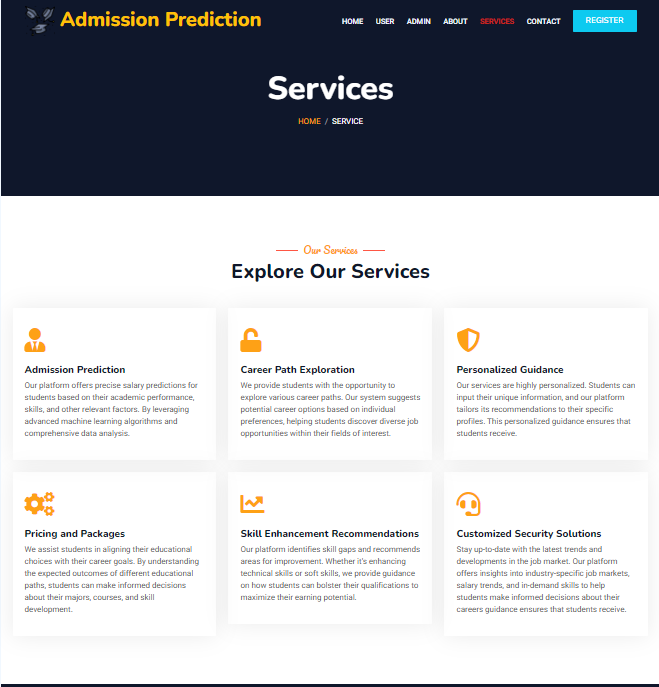 Admission Prediction
HOME USER ADMIN ABOUT SERVICES CONTACT REGISTER
Services
HOME / SERVICE
Our Services
Explore Our Services
Admission Prediction
Our platform offers precise salary predictions for
students based on their academic performance,
skills, and other relevant factors. By leveraging
advanced machine learning algorithms and
comprehensive data analysis.
Career Path Exploration
We provide students with the opportunity to
explore various career paths. Our system suggests
potential career options based on individual
preferences, helping students discover diverse job
opportunities within their fields of interest.
Personalized Guidance
Our services are highly personalized. Students can
input their unique information, and our platform
tailors its recommendations to their specific
profiles. This personalized guidance ensures that
students receive.
Pricing and Packages
We assist students in aligning their educational
choices with their career goals. By understanding
the expected outcomes of different educational
paths, students can make informed decisions
about their majors, courses, and skill
development.
Skill Enhancement Recommendations
Our platform identifies skill gaps and recommends
areas for improvement. Whether it's enhancing
technical skills or soft skills, we provide guidance
on how students can bolster their qualifications to
maximize their earning potential.
Customized Security Solutions
Stay up-to-date with the latest trends and
developments in the job market. Our platform
offers insights into industry-specific job markets,
salary trends, and in-demand skills to help
students make informed decisions about their
careers guidance ensures that students receive.